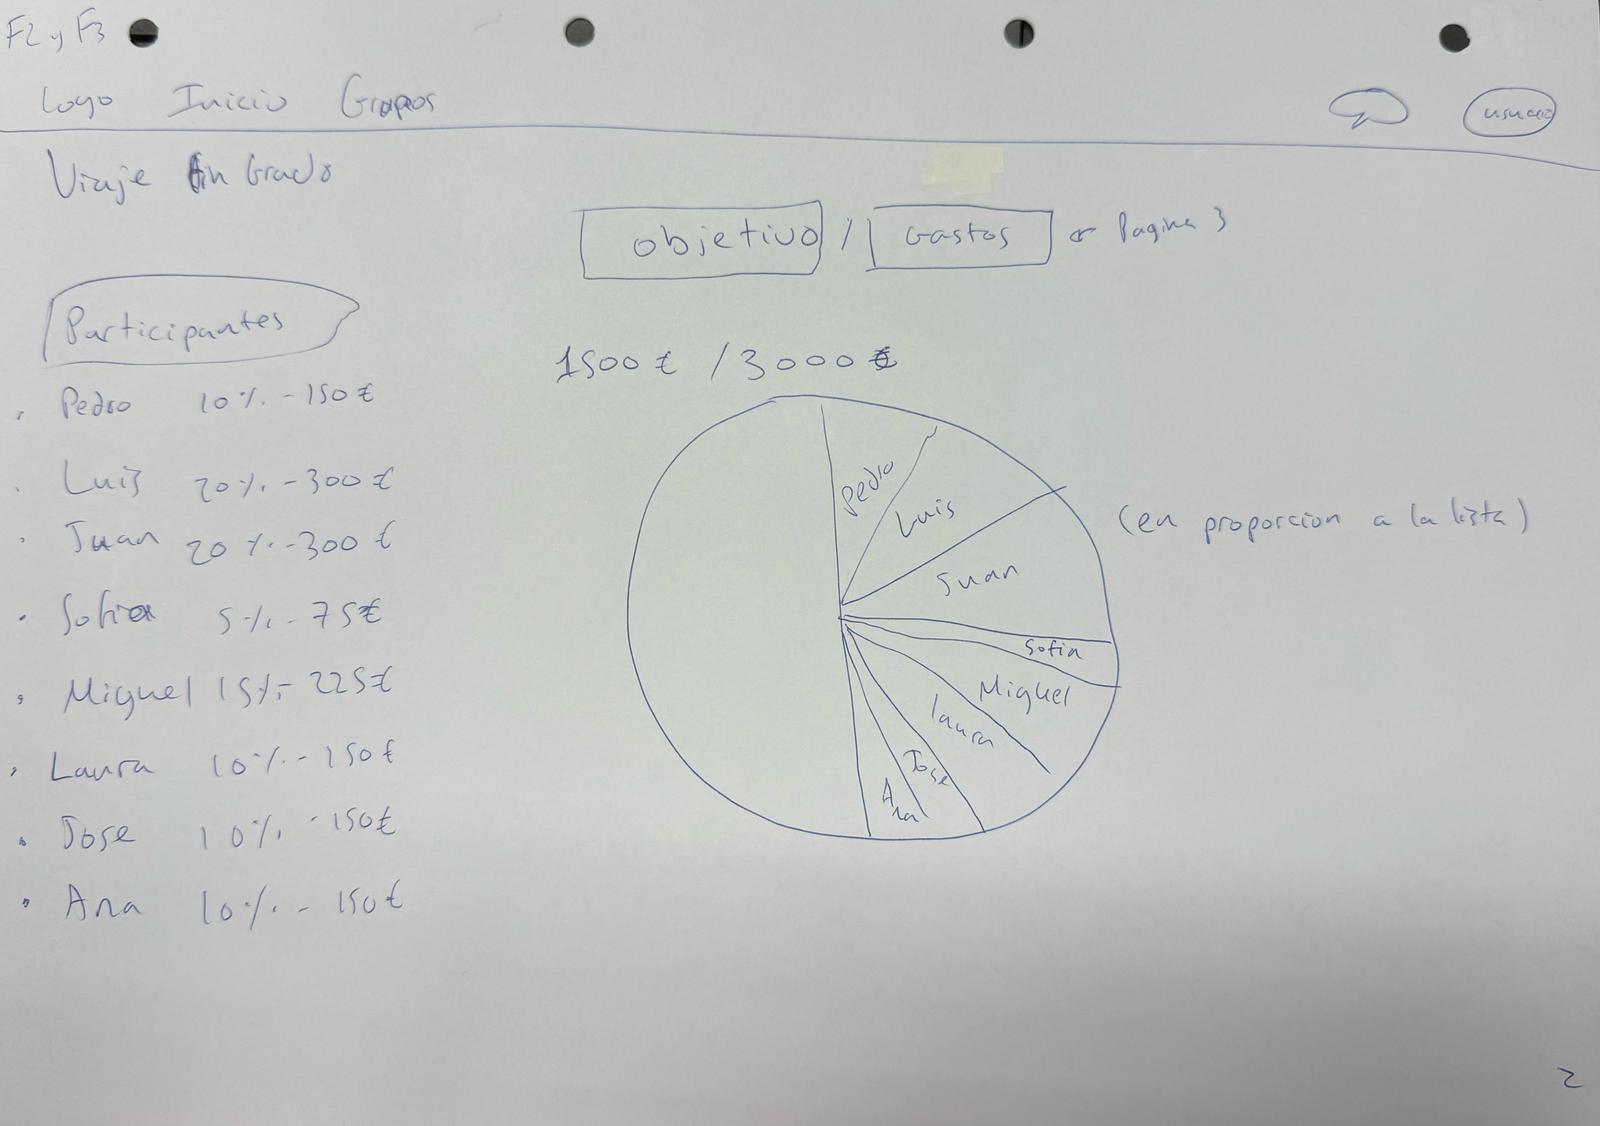 F2 y F3
Logo Inicio Grupos usuario
Viaje fin Grado
objetivo / Gastos ← Pagina 3
Participantes
1500€ / 3000€
· Pedro 10% - 150€
· Luis 20% - 300€
· Juan 20% - 300€
· Sofia 5% - 75€
· Miguel 15% - 225€
· Laura 10% - 150€
· Jose 10% - 150€
· Ana 10% - 150€
Pedro
Luis
Juan
Sofia
Miguel
laura
Jose
Ana
(en proporcion a la lista)
2